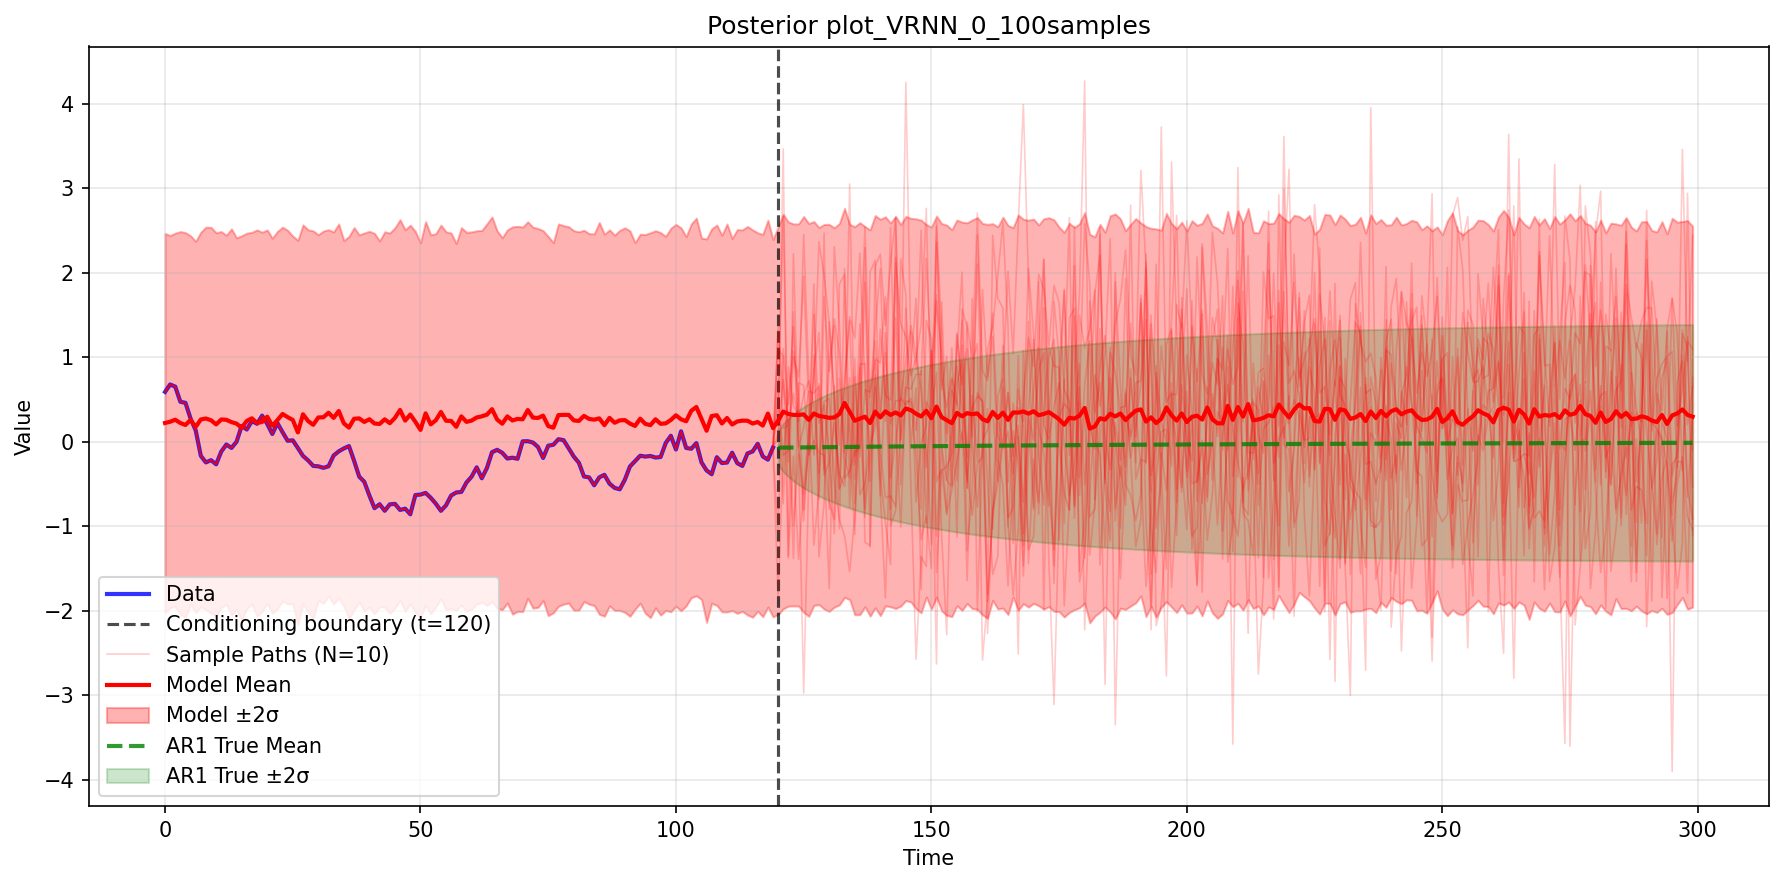 Posterior plot_VRNN_0_100samples
Value
4
3
2
1
0
−1
−2
−3
−4
Data
Conditioning boundary (t=120)
Sample Paths (N=10)
Model Mean
Model ±2σ
AR1 True Mean
AR1 True ±2σ
0 50 100 150 200 250 300
Time